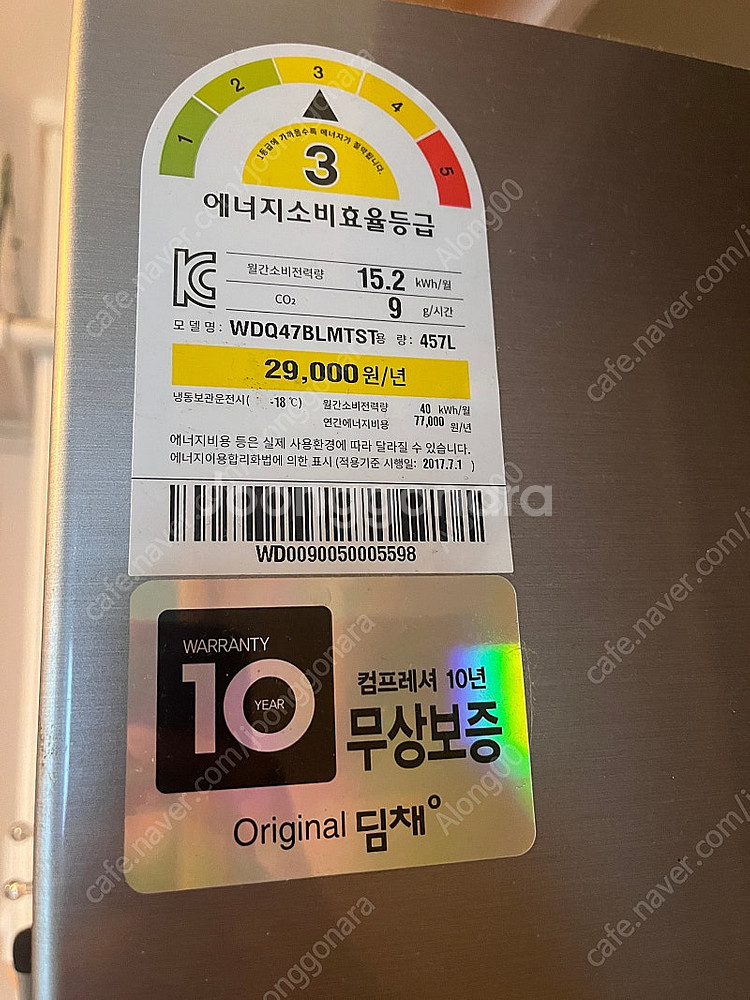 1 2 3 4 5
1등급에 가까울수록 에너지가 절약됩니다.
3
에너지소비효율등급
월간소비전력량 15.2 kWh/월
CO₂ 9 g/시간
모 델 명 : WDQ47BLMTST 용 량 : 457L
29,000원/년
냉동보관운전시( -18 ℃) 월간소비전력량 40 kWh/월
연간에너지비용 77,000 원/년
에너지비용 등은 실제 사용환경에 따라 달라질 수 있습니다.
에너지이용합리화법에 의한 표시 (적용기준 시행일: 2017.7.1 )
WD0090050005598
WARRANTY
10 YEAR
컴프레셔 10년
무상보증
Original 딤채
Joonggonara
cafe.naver.com/joonggonara
Along00